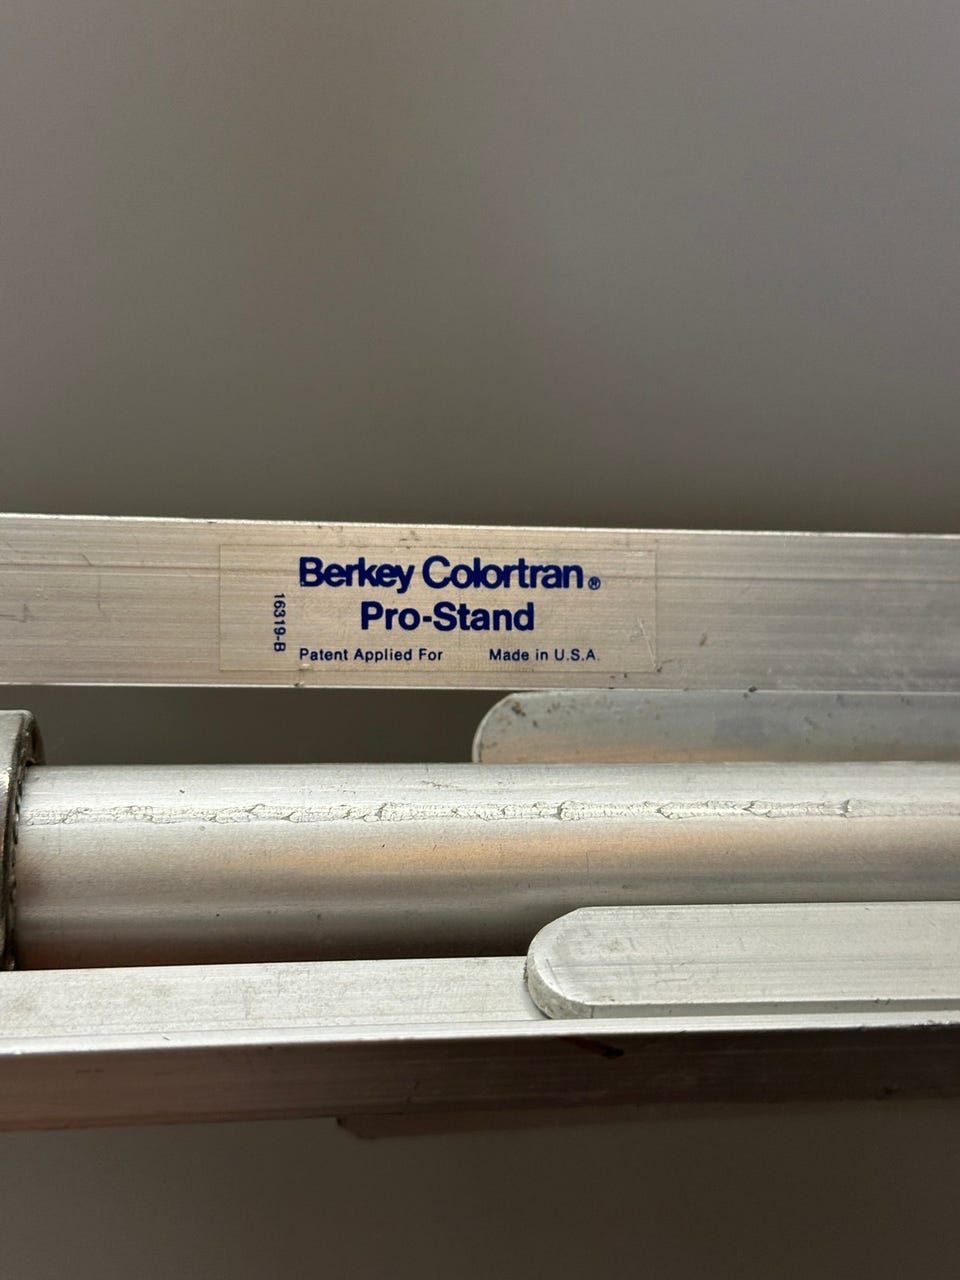 Berkey Colortran®
Pro-Stand
Patent Applied For Made in U.S.A.
16319-B